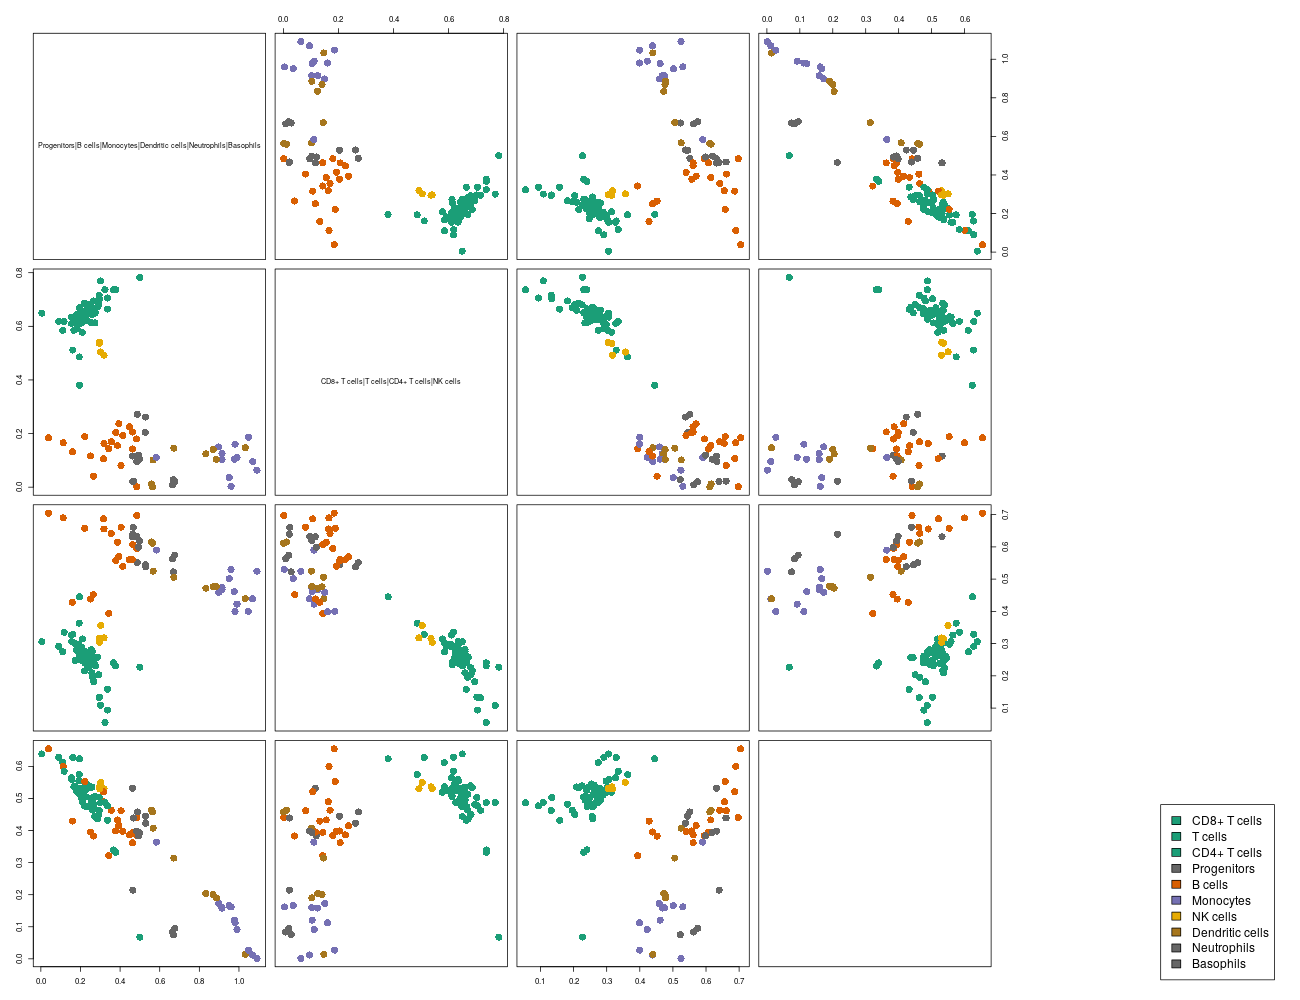 0.0 0.2 0.4 0.6 0.8
0.0 0.1 0.2 0.3 0.4 0.5 0.6
Progenitors|B cells|Monocytes|Dendritic cells|Neutrophils|Basophils
0.0 0.2 0.4 0.6 0.8 1.0
0.0 0.2 0.4 0.6 0.8
CD8+ T cells|T cells|CD4+ T cells|NK cells
0.1 0.2 0.3 0.4 0.5 0.6 0.7
0.0 0.1 0.2 0.3 0.4 0.5 0.6
0.0 0.2 0.4 0.6 0.8 1.0
0.1 0.2 0.3 0.4 0.5 0.6 0.7
CD8+ T cells
T cells
CD4+ T cells
Progenitors
B cells
Monocytes
NK cells
Dendritic cells
Neutrophils
Basophils